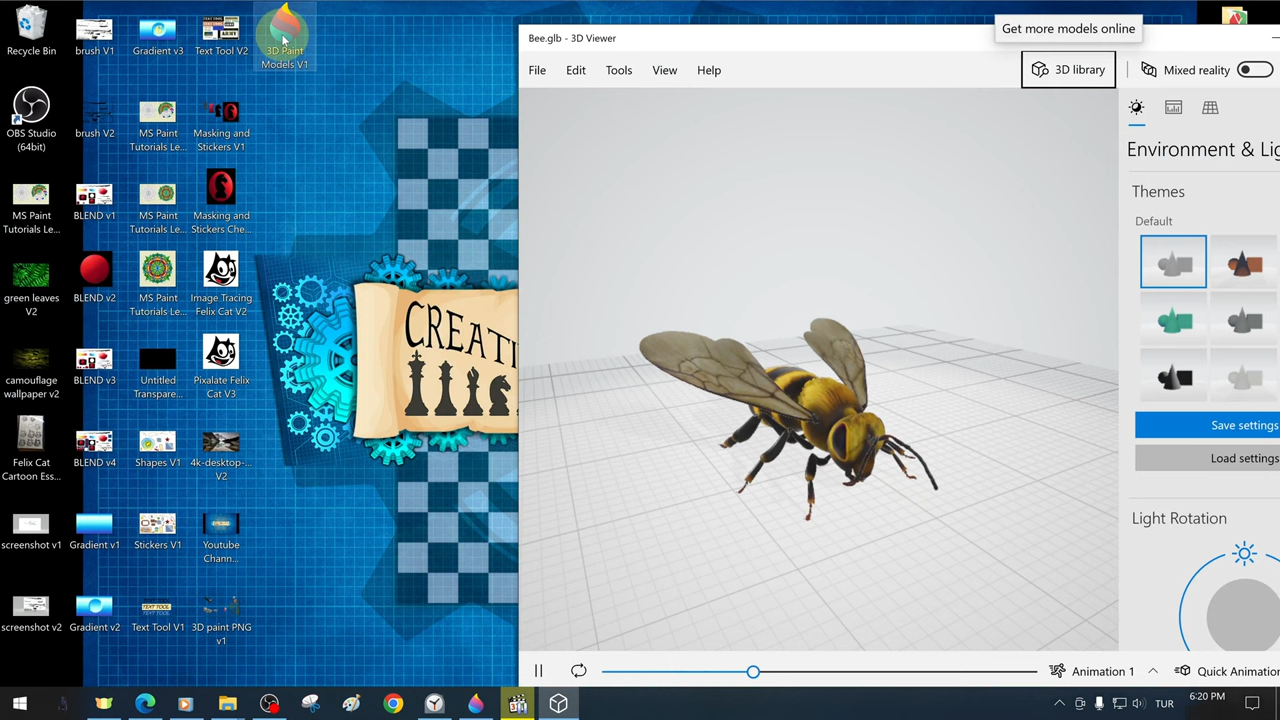 Recycle Bin
OBS Studio
(64bit)
MS Paint
Tutorials Le...
green leaves
V2
camouflage
wallpaper v2
Felix Cat
Cartoon Ess...
screenshot v1
screenshot v2
brush V1
brush V2
BLEND v1
BLEND v2
BLEND v3
BLEND v4
Gradient v1
Gradient v2
Gradient v3
MS Paint
Tutorials Le...
MS Paint
Tutorials Le...
MS Paint
Tutorials Le...
Untitled
Transpare...
Shapes V1
Stickers V1
TEXT TOOL
Text Tool V1
Text Tool V2
Masking and
Stickers V1
Masking and
Stickers Che...
Image Tracing
Felix Cat V2
Pixalate Felix
Cat V3
4k-desktop-...
V2
Youtube
Chann...
3D paint PNG
v1
3D Paint
Models V1
CREATI
Bee.glb - 3D Viewer
Get more models online
File Edit Tools View Help
3D library
Mixed reality
Environment & Lig
Themes
Default
Save settings
Load settings
Light Rotation
Animation 1
Quick Animation
TUR
6:20 PM